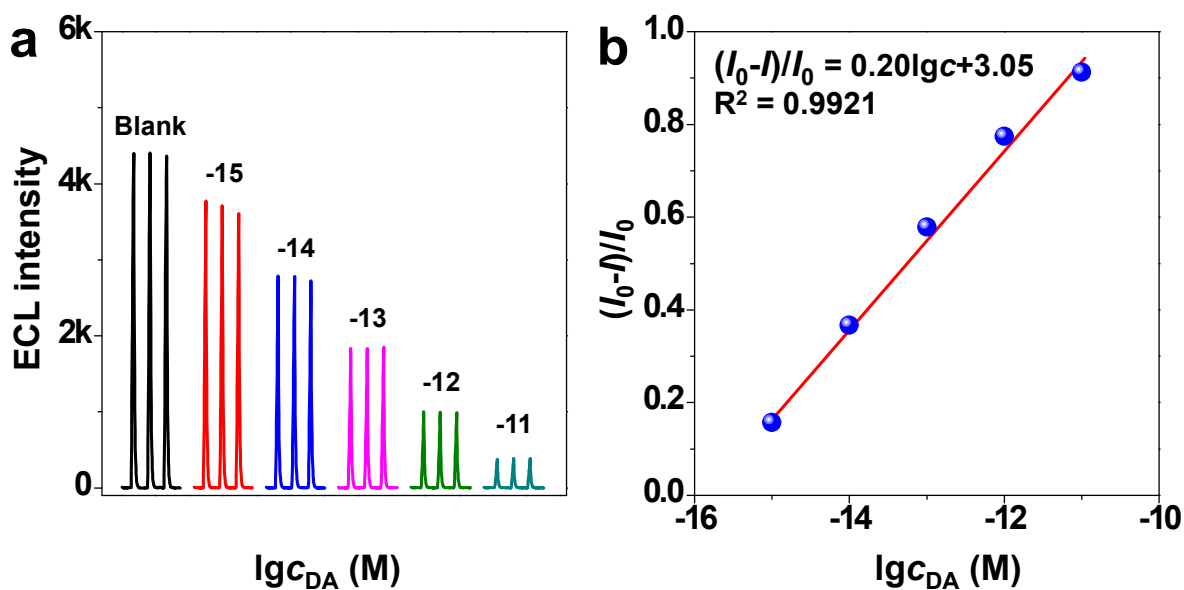 a
6k
4k
2k
0
ECL intensity
Blank
-15
-14
-13
-12
-11
lgcDA (M)
b
1.0
0.8
0.6
0.4
0.2
0.0
(I0-I)/I0
(I0-I)/I0 = 0.20lgc+3.05
R2 = 0.9921
-16
-14
-12
-10
lgcDA (M)